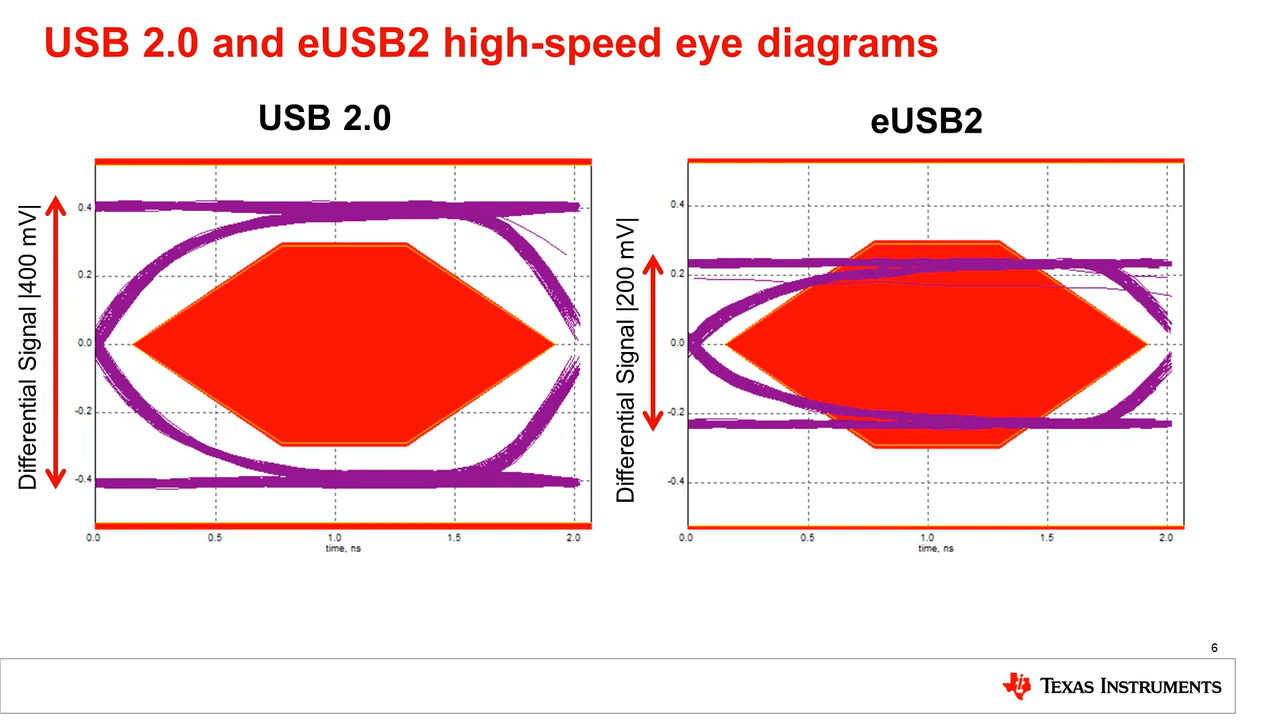 USB 2.0 and eUSB2 high-speed eye diagrams
USB 2.0
Differential Signal |400 mV|
0.4
0.2
0.0
-0.2
-0.4
0.0 0.5 1.0 1.5 2.0
time, ns
eUSB2
Differential Signal |200 mV|
0.4
0.2
0.0
-0.2
-0.4
0.0 0.5 1.0 1.5 2.0
time, ns
6
TEXAS INSTRUMENTS